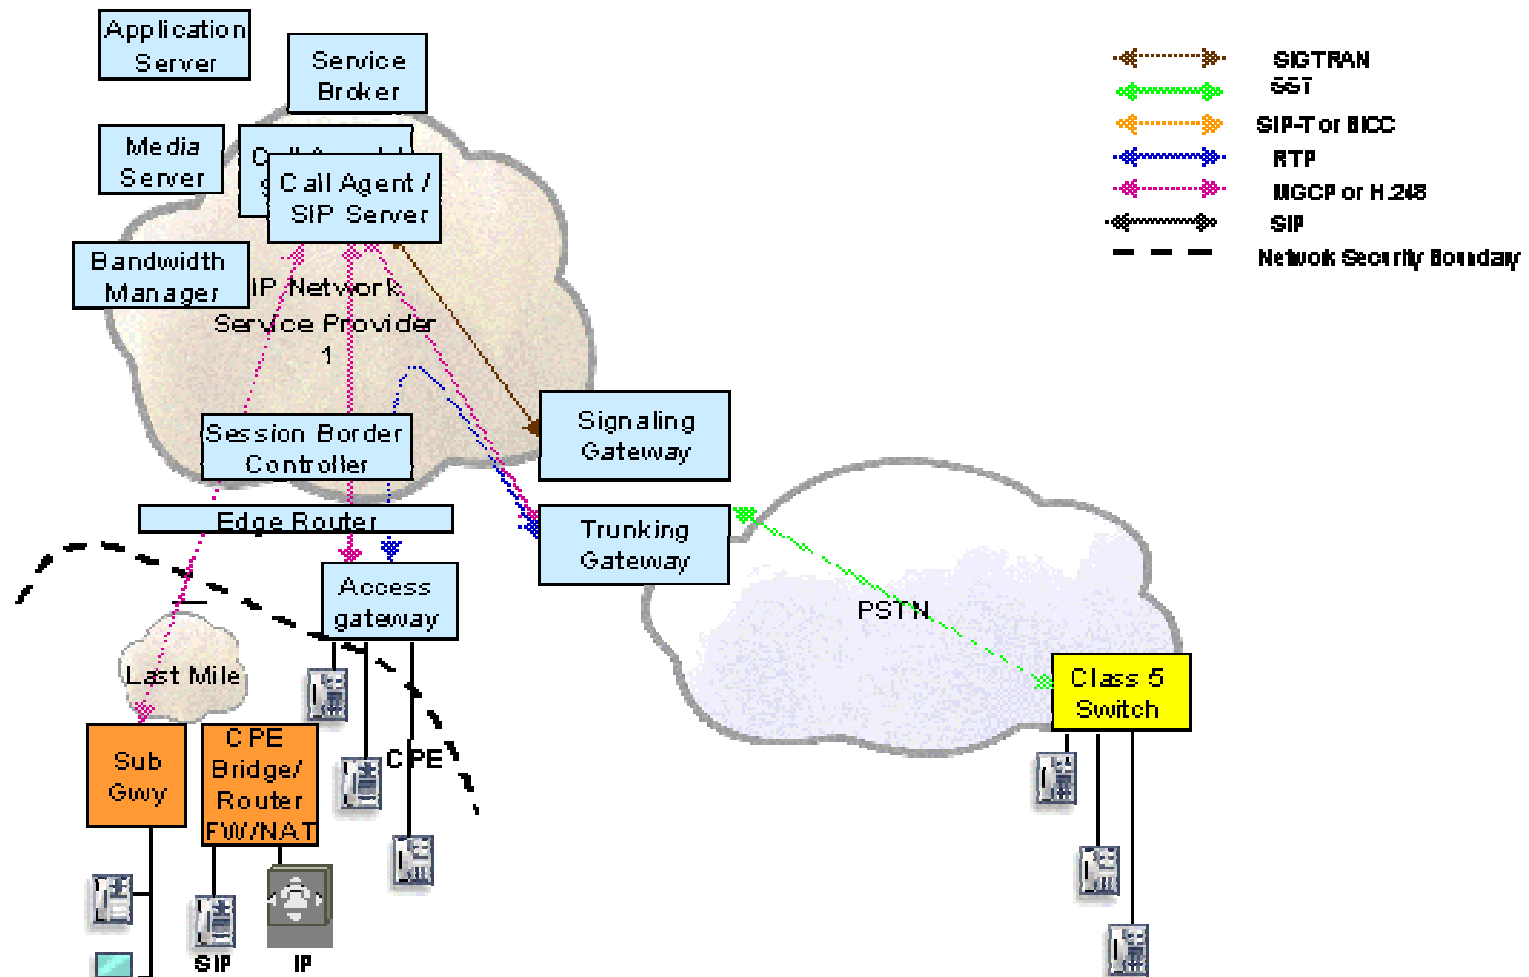 Application
Server
Service
Broker
Media
Server
Call Agent /
SIP Server
Bandwidth
Manager
IP Network
Service Provider
1
Session Border
Controller
Edge Router
Signaling
Gateway
Trunking
Gateway
Access
gateway
PSTN
Last Mile
Class 5
Switch
Sub
Gwy
CPE
Bridge/
Router
FW/NAT
CPE
SIP
IP
SIGTRAN
SS7
SIP-T or BICC
RTP
MGCP or H.248
SIP
Network Security Boundary